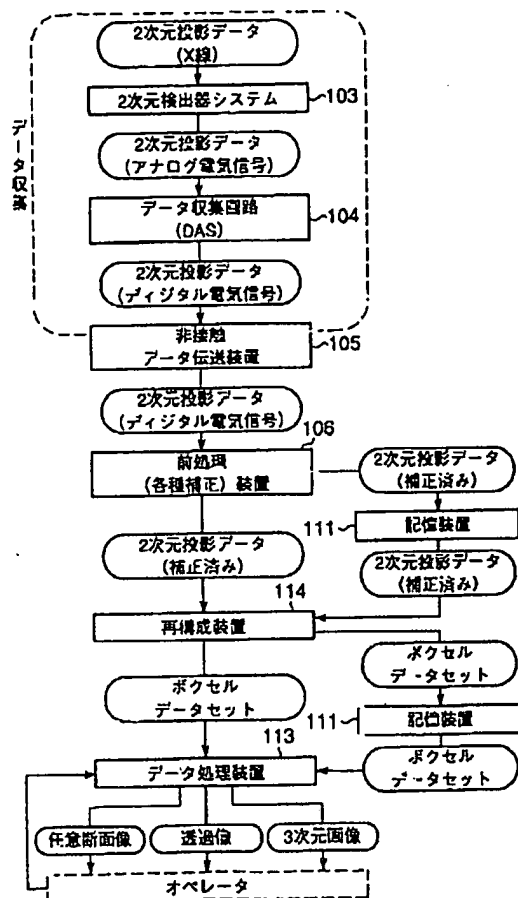 2次元投影データ
(X線)
2次元検出器システム
103
2次元投影データ
(アナログ電気信号)
データ収集
データ収集回路
(DAS)
104
2次元投影データ
(ディジタル電気信号)
非接触
データ伝送装置
105
2次元投影データ
(ディジタル電気信号)
106
前処理
(各種補正)装置
2次元投影データ
(補正済み)
111
記憶装置
2次元投影データ
(補正済み)
2次元投影データ
(補正済み)
114
再構成装置
ボクセル
データセット
ボクセル
データセット
111
記憶装置
113
データ処理装置
ボクセル
データセット
任意断面像
透過像
3次元画像
オペレータ